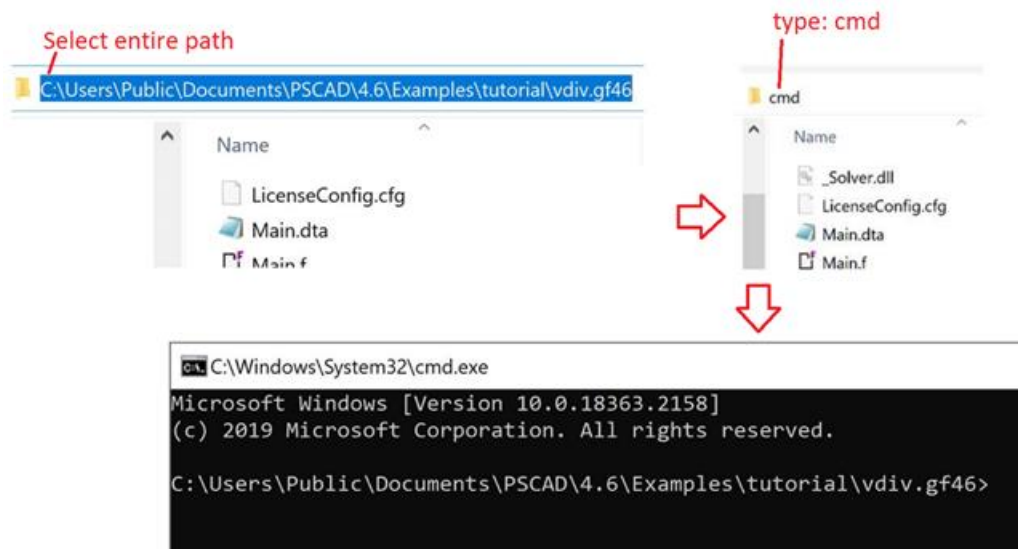 Select entire path
C:\Users\Public\Documents\PSCAD\4.6\Examples\tutorial\vdiv.gf46
Name
LicenseConfig.cfg
Main.dta
Main.f
type: cmd
cmd
Name
_Solver.dll
LicenseConfig.cfg
Main.dta
Main.f
C:\Windows\System32\cmd.exe
Microsoft Windows [Version 10.0.18363.2158]
(c) 2019 Microsoft Corporation. All rights reserved.
C:\Users\Public\Documents\PSCAD\4.6\Examples\tutorial\vdiv.gf46>